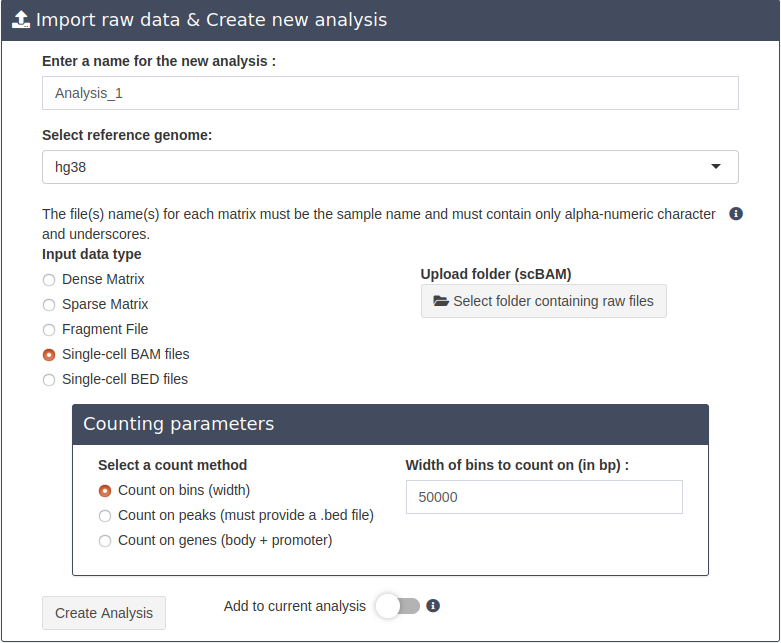 Import raw data & Create new analysis
Enter a name for the new analysis :
Analysis_1
Select reference genome:
hg38
The file(s) name(s) for each matrix must be the sample name and must contain only alpha-numeric character
and underscores.
Input data type
Dense Matrix
Sparse Matrix
Fragment File
Single-cell BAM files
Single-cell BED files
Upload folder (scBAM)
Select folder containing raw files
Counting parameters
Select a count method
Count on bins (width)
Count on peaks (must provide a .bed file)
Count on genes (body + promoter)
Width of bins to count on (in bp) :
50000
Create Analysis
Add to current analysis